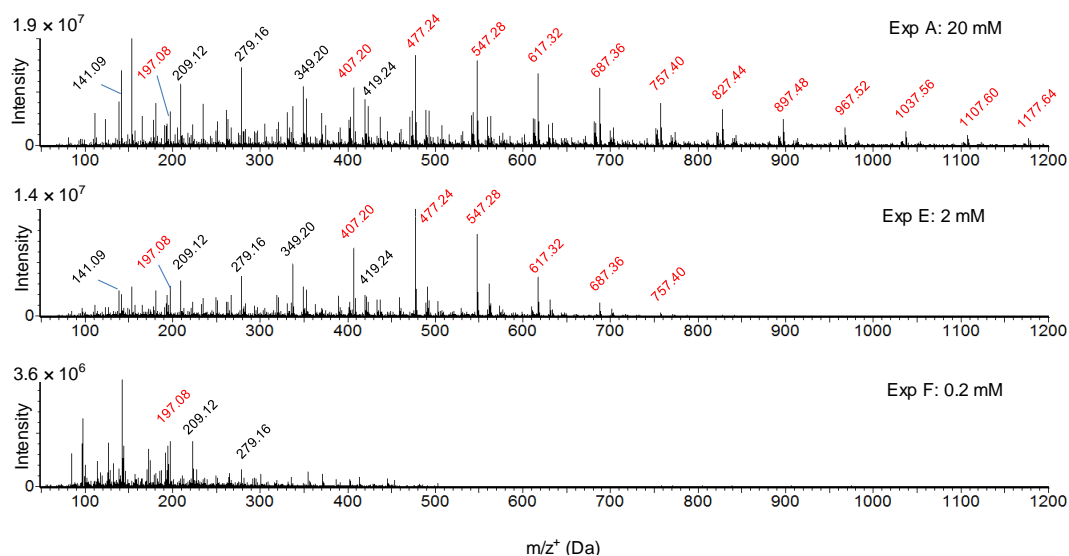 1.9 × 10⁷
Exp A: 20 mM
Intensity
141.09
197.08
209.12
279.16
349.20
407.20
419.24
477.24
547.28
617.32
687.36
757.40
827.44
897.48
967.52
1037.56
1107.60
1177.64
0
100 200 300 400 500 600 700 800 900 1000 1100 1200
1.4 × 10⁷
Exp E: 2 mM
Intensity
141.09
197.08
209.12
279.16
349.20
407.20
419.24
477.24
547.28
617.32
687.36
757.40
0
100 200 300 400 500 600 700 800 900 1000 1100 1200
3.6 × 10⁶
Exp F: 0.2 mM
Intensity
197.08
209.12
279.16
0
100 200 300 400 500 600 700 800 900 1000 1100 1200
m/z⁺ (Da)